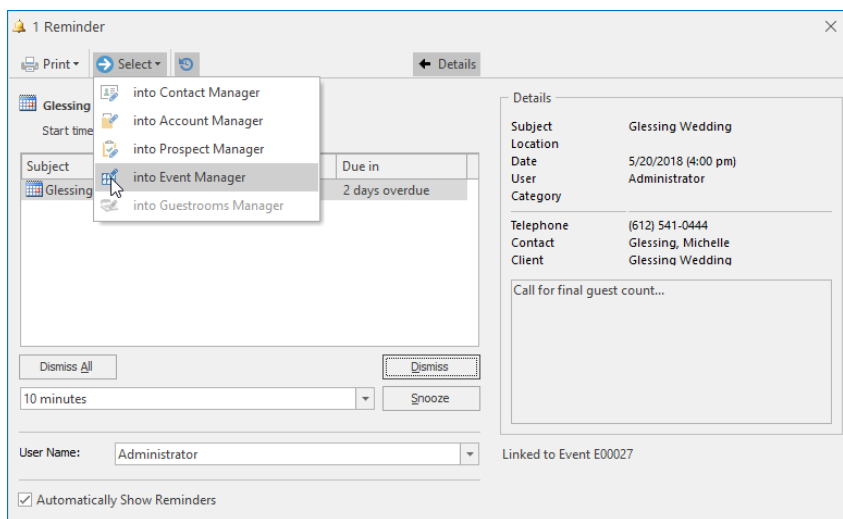 1 Reminder
Print
Select
Details
into Contact Manager
into Account Manager
into Prospect Manager
into Event Manager
into Guestrooms Manager
Glessing
Start time
Subject
Due in
Glessing
2 days overdue
Dismiss All
Dismiss
10 minutes
Snooze
User Name:
Administrator
Automatically Show Reminders
Details
Subject Glessing Wedding
Location
Date 5/20/2018 (4:00 pm)
User Administrator
Category
Telephone (612) 541-0444
Contact Glessing, Michelle
Client Glessing Wedding
Call for final guest count...
Linked to Event E00027